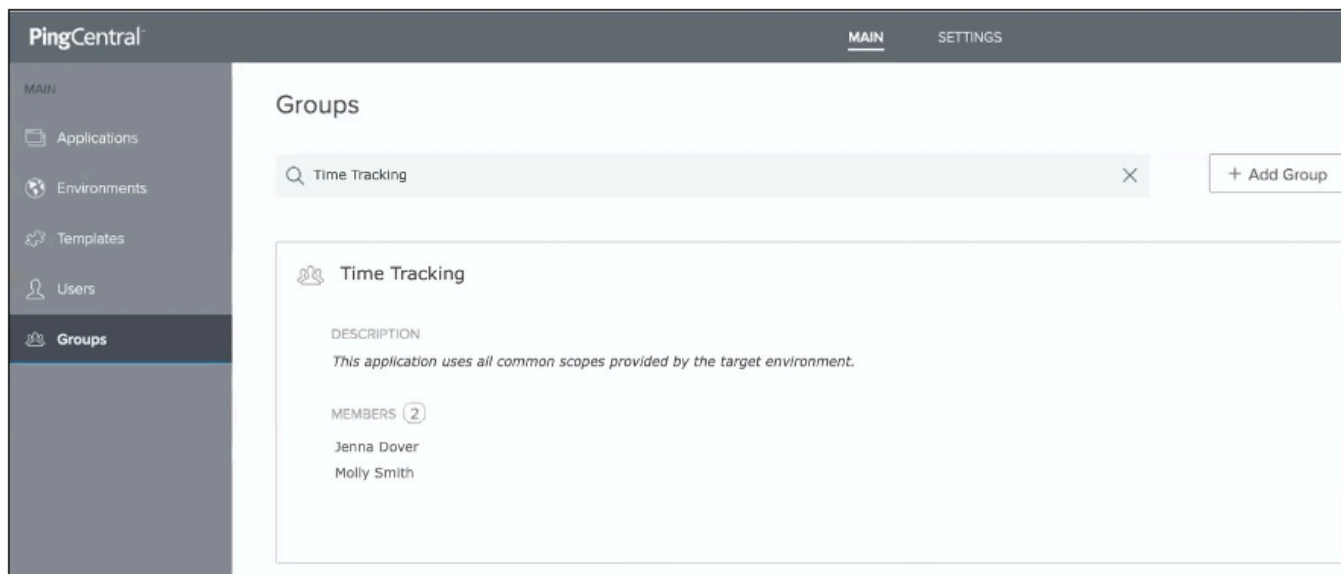 PingCentral
MAIN
SETTINGS
MAIN
Applications
Environments
Templates
Users
Groups
Groups
Time Tracking
+ Add Group
Time Tracking
DESCRIPTION
This application uses all common scopes provided by the target environment.
MEMBERS 2
Jenna Dover
Molly Smith